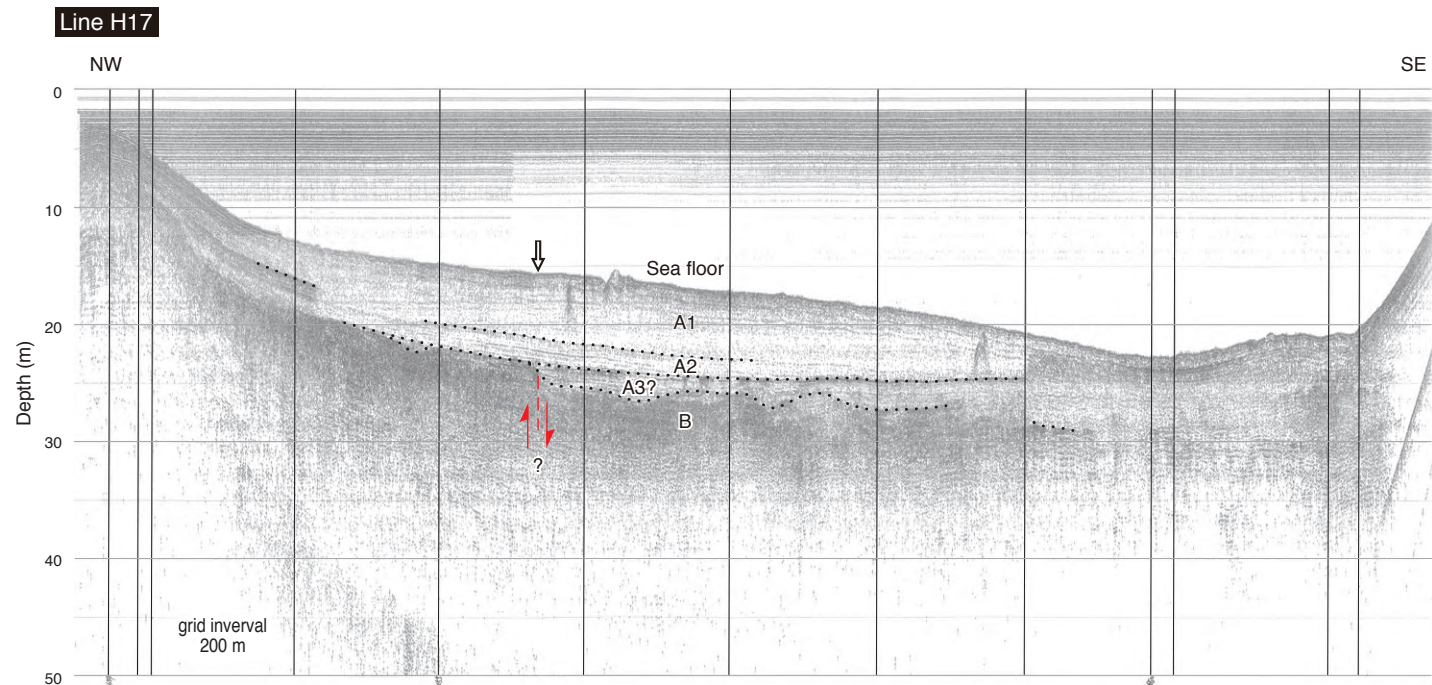 Line H17
NW
SE
0
10
20
30
40
50
Depth (m)
Sea floor
A1
A2
A3?
B
?
grid inverval
200 m